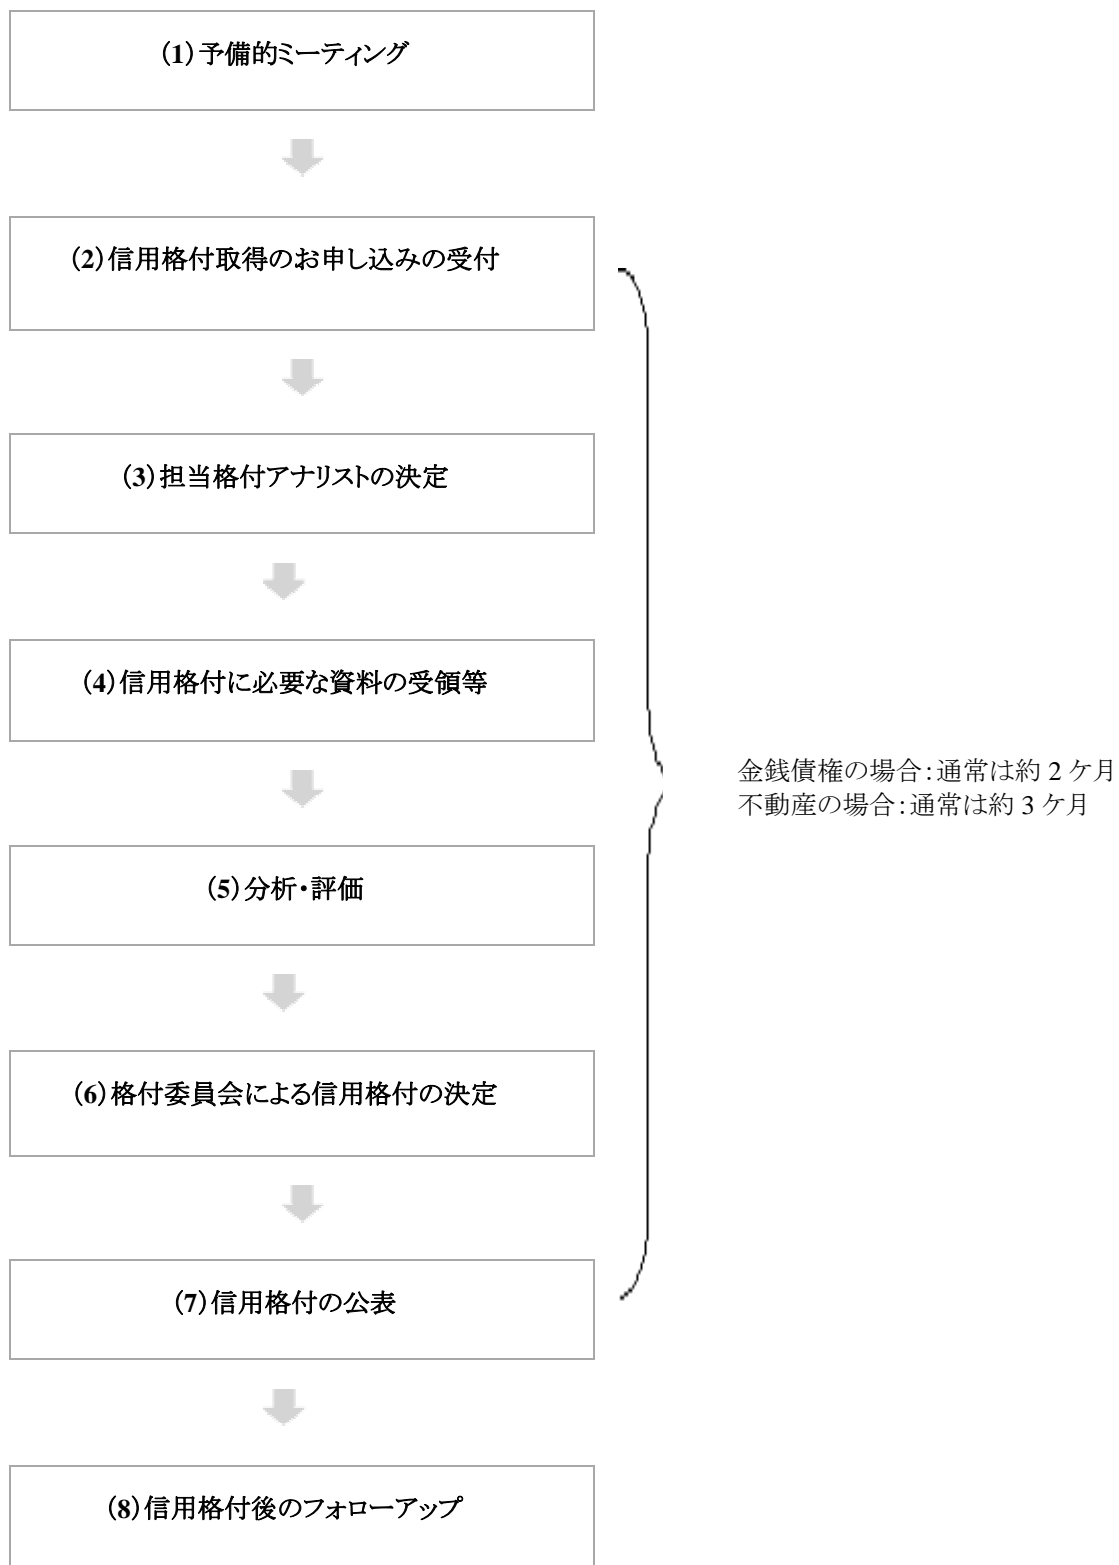 (1)予備的ミーティング
(2)信用格付取得のお申し込みの受付
(3)担当格付アナリストの決定
(4)信用格付に必要な資料の受領等
金銭債権の場合:通常は約 2 ケ月
不動産の場合:通常は約 3 ケ月
(5)分析・評価
(6)格付委員会による信用格付の決定
(7)信用格付の公表
(8)信用格付後のフォローアップ